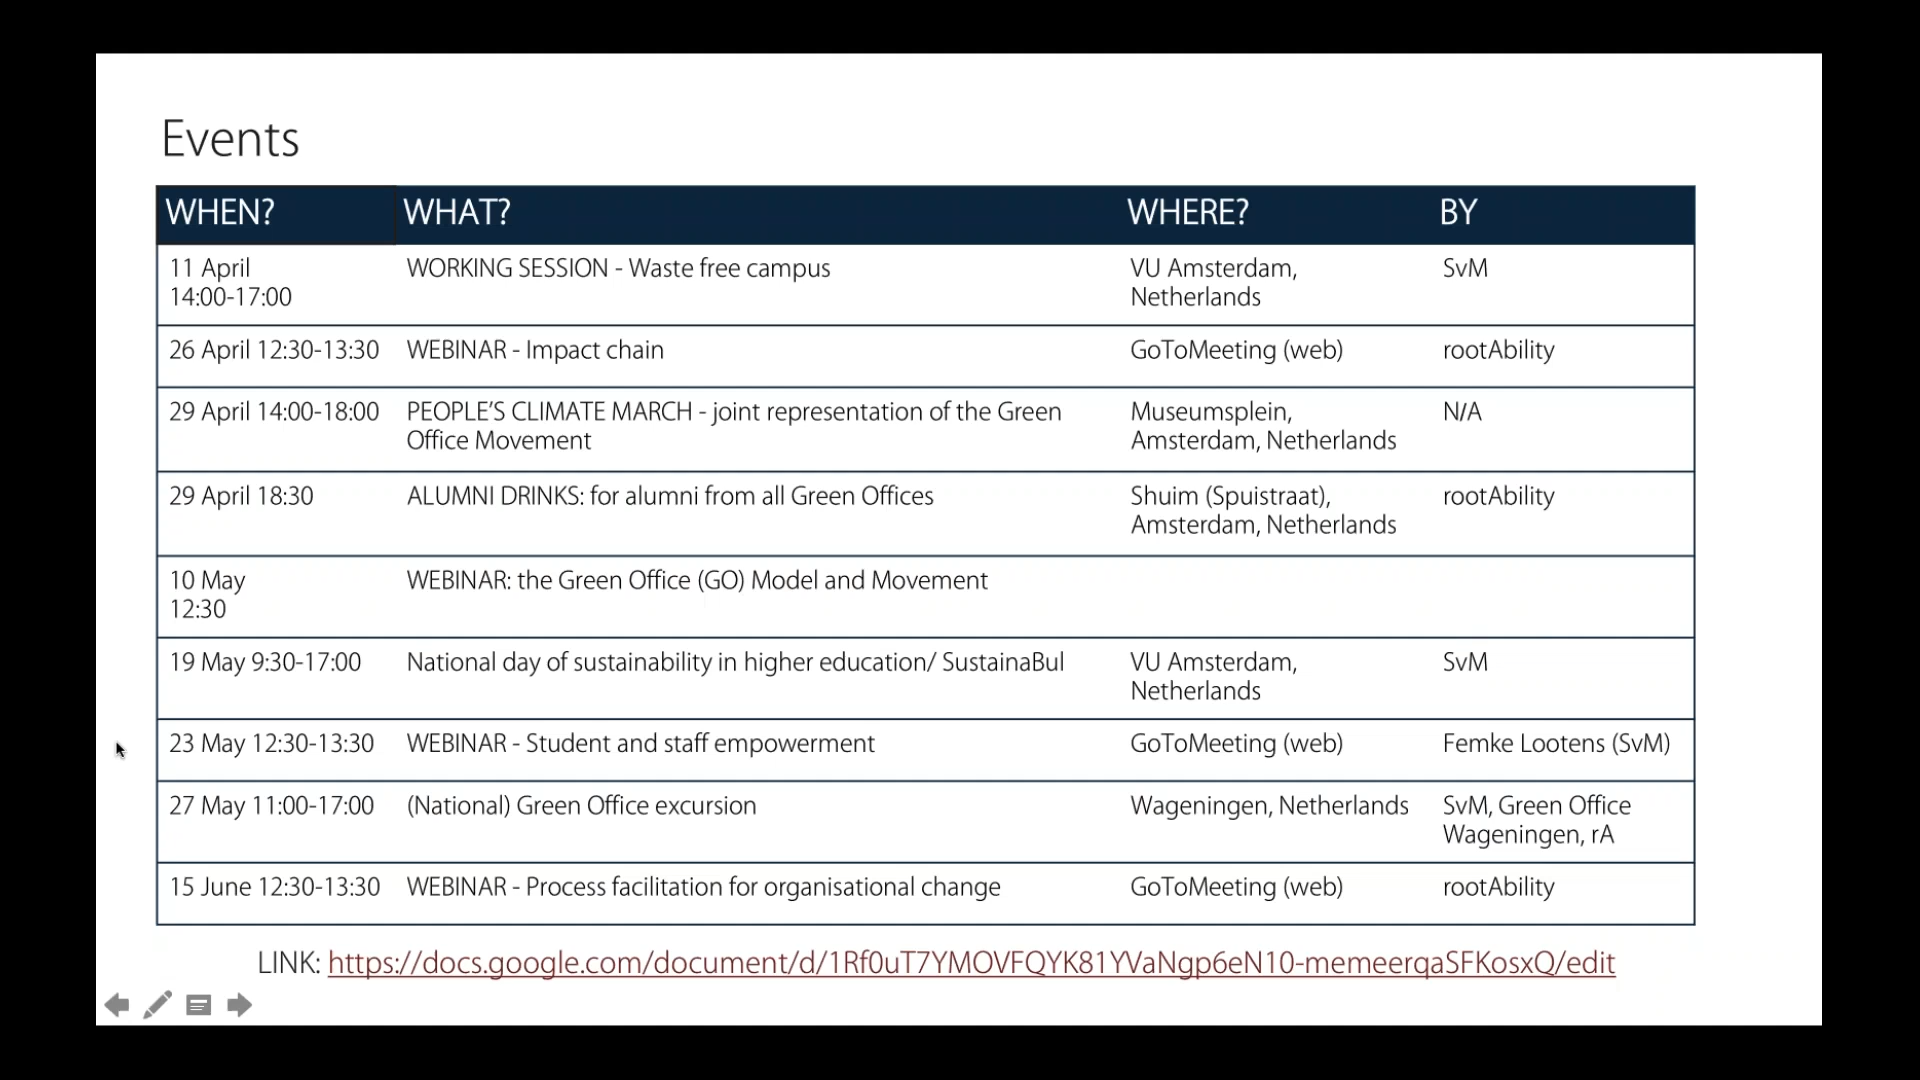 Events
WHEN? WHAT? WHERE? BY
11 April WORKING SESSION - Waste free campus VU Amsterdam, SvM
14:00-17:00 Netherlands
26 April 12:30-13:30 WEBINAR - Impact chain GoToMeeting (web) rootAbility
29 April 14:00-18:00 PEOPLE’S CLIMATE MARCH - joint representation of the Green Museumsplein, N/A
Office Movement Amsterdam, Netherlands
29 April 18:30 ALUMNI DRINKS: for alumni from all Green Offices Shuim (Spuistraat), rootAbility
Amsterdam, Netherlands
10 May WEBINAR: the Green Office (GO) Model and Movement
12:30
19 May 9:30-17:00 National day of sustainability in higher education/ SustainaBul VU Amsterdam, SvM
Netherlands
23 May 12:30-13:30 WEBINAR - Student and staff empowerment GoToMeeting (web) Femke Lootens (SvM)
27 May 11:00-17:00 (National) Green Office excursion Wageningen, Netherlands SvM, Green Office
Wageningen, rA
15 June 12:30-13:30 WEBINAR - Process facilitation for organisational change GoToMeeting (web) rootAbility
LINK: https://docs.google.com/document/d/1Rf0uT7YMOVFQYK81YVaNgp6eN10-memeerqaSFKosxQ/edit